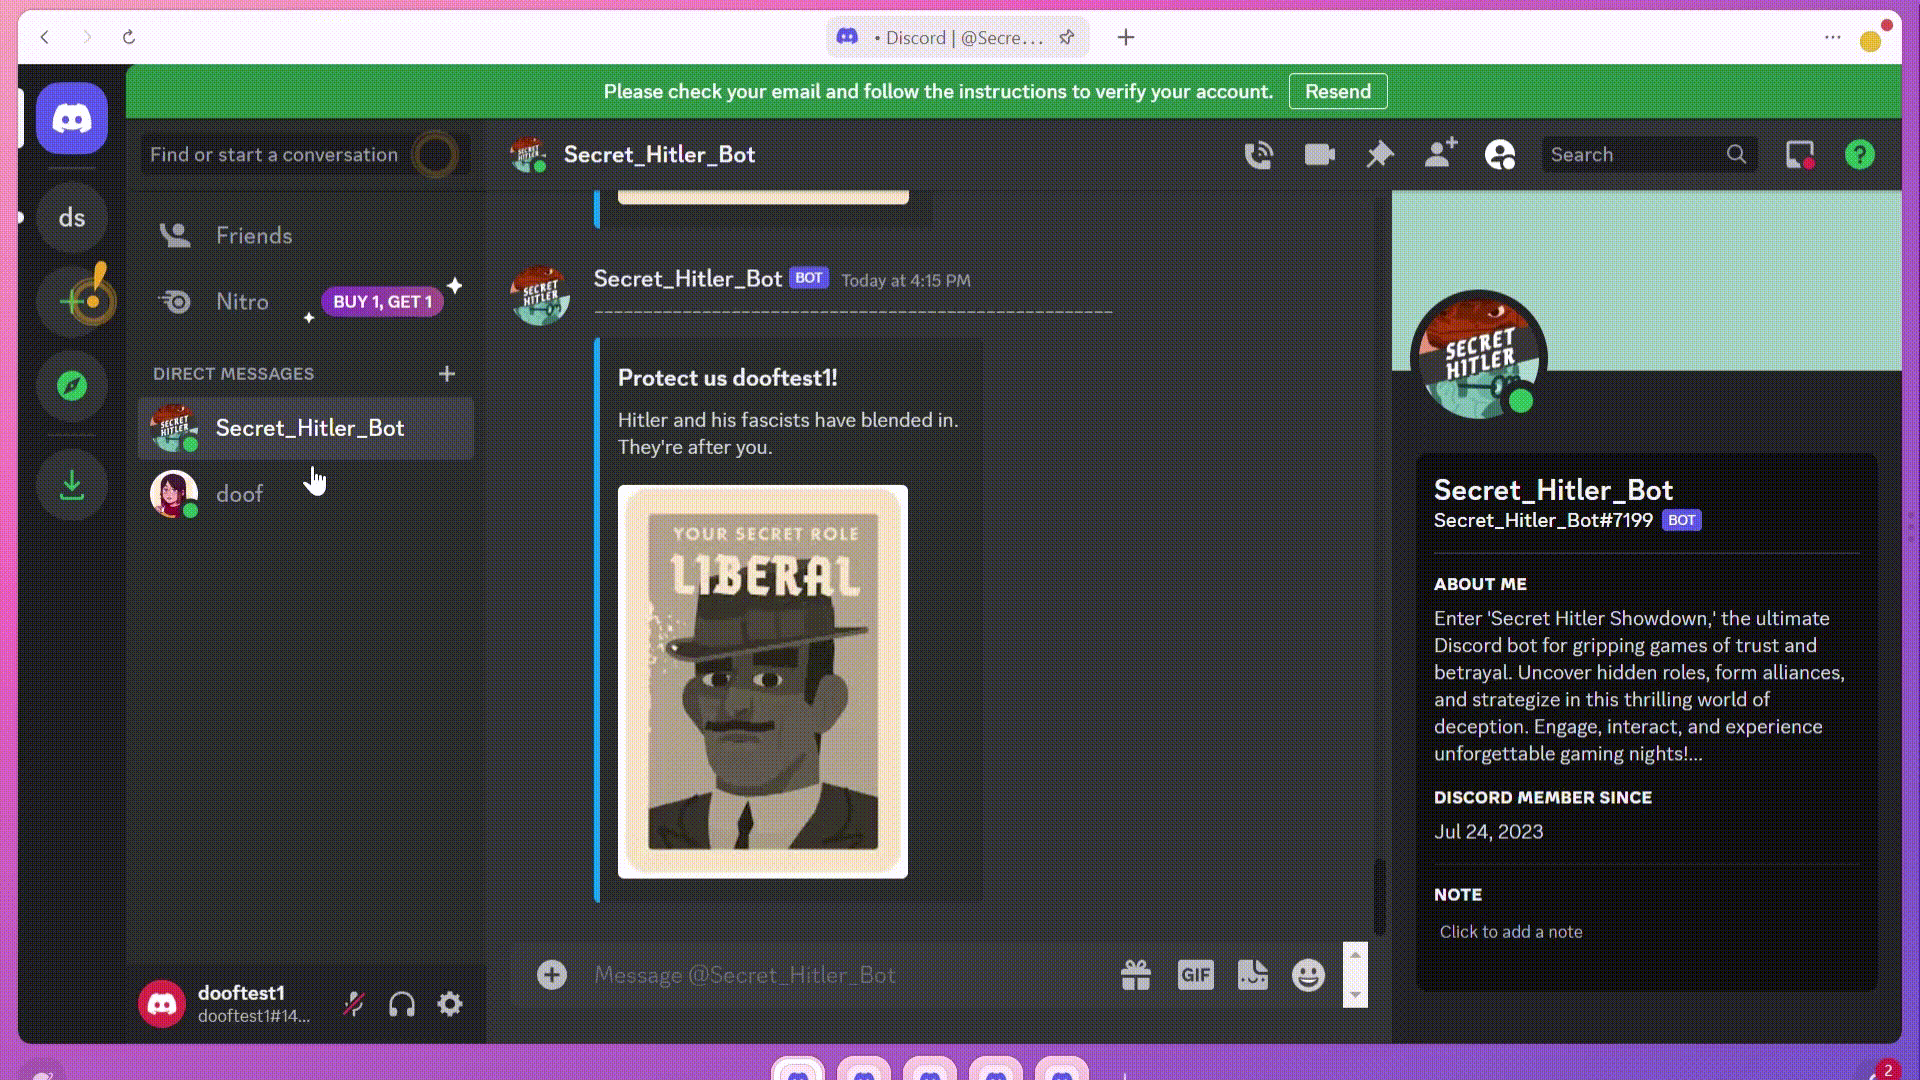 • Discord | @Secre...
Please check your email and follow the instructions to verify your account.
Resend
Find or start a conversation
ds
Friends
Nitro
BUY 1, GET 1
DIRECT MESSAGES
Secret_Hitler_Bot
doof
dooftest1
dooftest1#14...
SECRET HITLER
Secret_Hitler_Bot
Search
SECRET
HITLER
Secret_Hitler_Bot BOT Today at 4:15 PM
Protect us dooftest1!
Hitler and his fascists have blended in.
They're after you.
YOUR SECRET ROLE
LIBERAL
Message @Secret_Hitler_Bot
GIF
SECRET
HITLER
Secret_Hitler_Bot
Secret_Hitler_Bot#7199 BOT
ABOUT ME
Enter 'Secret Hitler Showdown,' the ultimate
Discord bot for gripping games of trust and
betrayal. Uncover hidden roles, form alliances,
and strategize in this thrilling world of
deception. Engage, interact, and experience
unforgettable gaming nights!...
DISCORD MEMBER SINCE
Jul 24, 2023
NOTE
Click to add a note
2